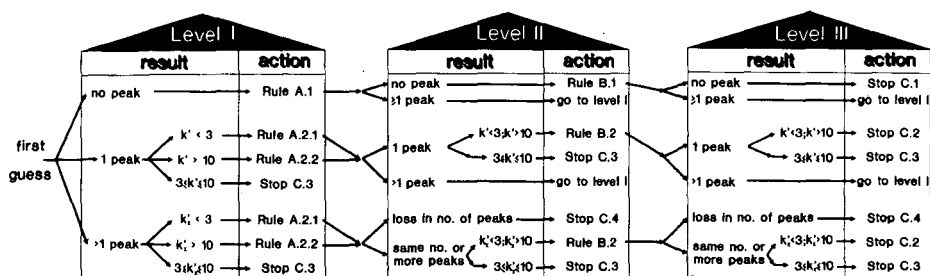 Level I Level II Level III
result action result action result action
no peak Rule A.1 no peak Rule B.1 no peak Stop C.1
≥1 peak go to level I ≥1 peak go to level I
first guess
1 peak k' < 3 Rule A.2.1 1 peak k'<3;k'>10 Rule B.2 1 peak k'<3;k'>10 Stop C.2
k' > 10 Rule A.2.2 3≤k'≤10 Stop C.3 3≤k'≤10 Stop C.3
3≤k'≤10 Stop C.3 >1 peak go to level I >1 peak go to level I
>1 peak k'ᵢ < 3 Rule A.2.1 loss in no. of peaks Stop C.4 loss in no. of peaks Stop C.4
k'ᵢ > 10 Rule A.2.2 same no. or more peaks k'ᵢ<3;k'ᵢ>10 Rule B.2 same no. or more peaks k'ᵢ<3;k'ᵢ>10 Stop C.2
3≤k'ᵢ≤10 Stop C.3 3≤k'ᵢ≤10 Stop C.3 3≤k'ᵢ≤10 Stop C.3